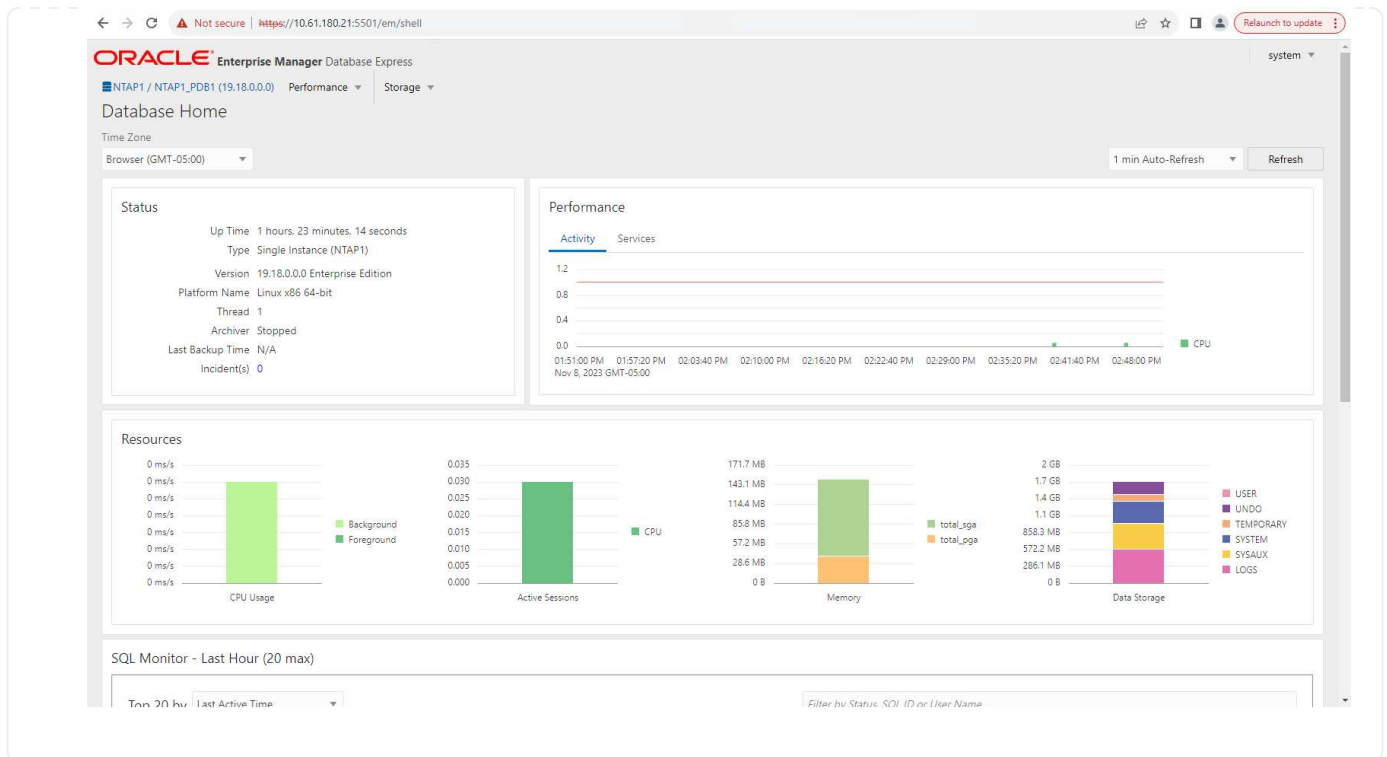 Not secure | https://10.61.180.21:5501/em/shell
Relaunch to update
ORACLE Enterprise Manager Database Express
system
NTAP1 / NTAP1_PDB1 (19.18.0.0.0) Performance Storage
Database Home
Time Zone
Browser (GMT-05:00)
1 min Auto-Refresh
Refresh
Status
Up Time 1 hours, 23 minutes, 14 seconds
Type Single Instance (NTAP1)
Version 19.18.0.0.0 Enterprise Edition
Platform Name Linux x86 64-bit
Thread 1
Archiver Stopped
Last Backup Time N/A
Incident(s) 0
Performance
Activity Services
1.2
0.8
0.4
0.0
CPU
01:51:00 PM 01:57:20 PM 02:03:40 PM 02:10:00 PM 02:16:20 PM 02:22:40 PM 02:29:00 PM 02:35:20 PM 02:41:40 PM 02:48:00 PM
Nov 8, 2023 GMT-05:00
Resources
0 ms/s
0 ms/s
0 ms/s
0 ms/s
0 ms/s
0 ms/s
0 ms/s
0 ms/s
Background
Foreground
CPU Usage
0.035
0.030
0.025
0.020
0.015
0.010
0.005
0.000
CPU
Active Sessions
171.7 MB
143.1 MB
114.4 MB
85.8 MB
57.2 MB
28.6 MB
0 B
total_sga
total_pga
Memory
2 GB
1.7 GB
1.4 GB
1.1 GB
858.3 MB
572.2 MB
286.1 MB
0 B
USER
UNDO
TEMPORARY
SYSTEM
SYSAUX
LOGS
Data Storage
SQL Monitor - Last Hour (20 max)
Top 20 by Last Active Time
Filter by Status, SQL ID or User Name